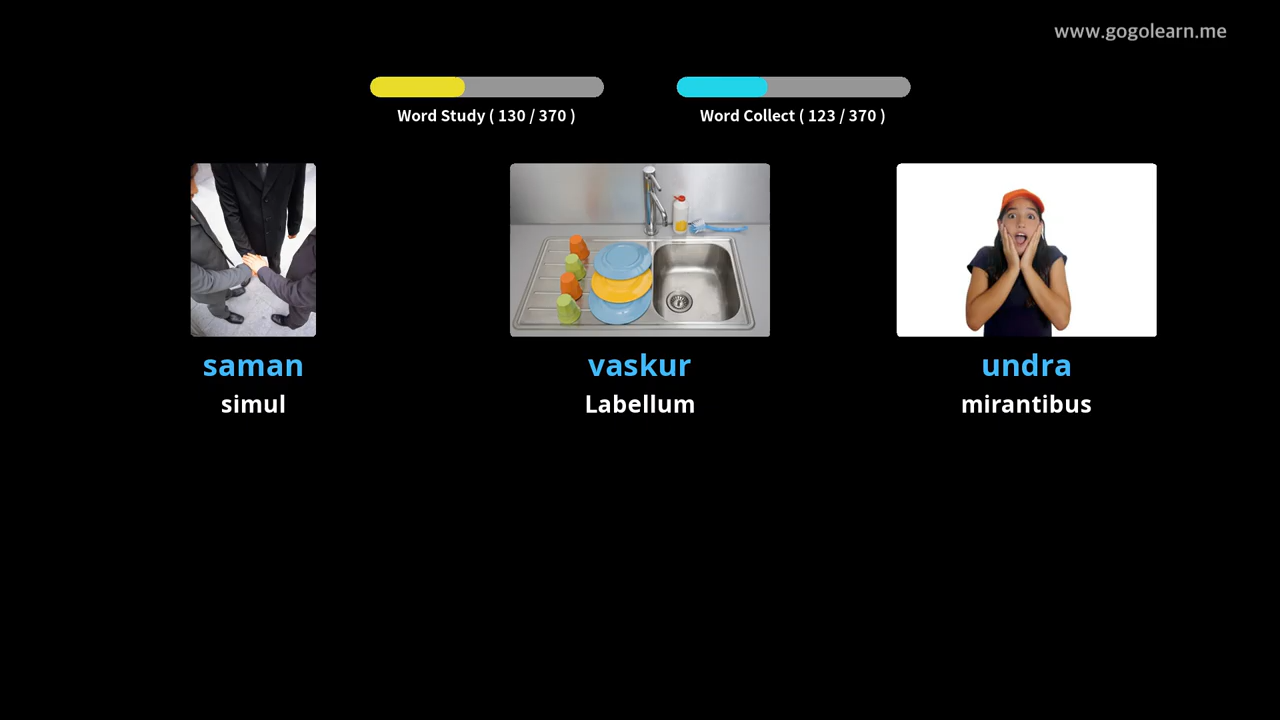 www.gogolearn.me
Word Study ( 130 / 370 )
Word Collect ( 123 / 370 )
saman
simul
vaskur
Labellum
undra
mirantibus